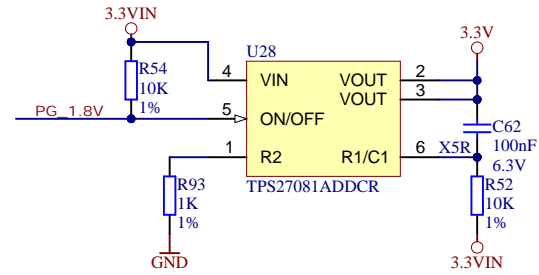 3.3VIN
3.3V
U28
R54
10K
1%
4
VIN
VOUT
2
VOUT
3
PG_1.8V
5
ON/OFF
C62
100nF
6.3V
1
R2
R1/C1
6
X5R
R93
1K
1%
TPS27081ADDCR
R52
10K
1%
GND
3.3VIN